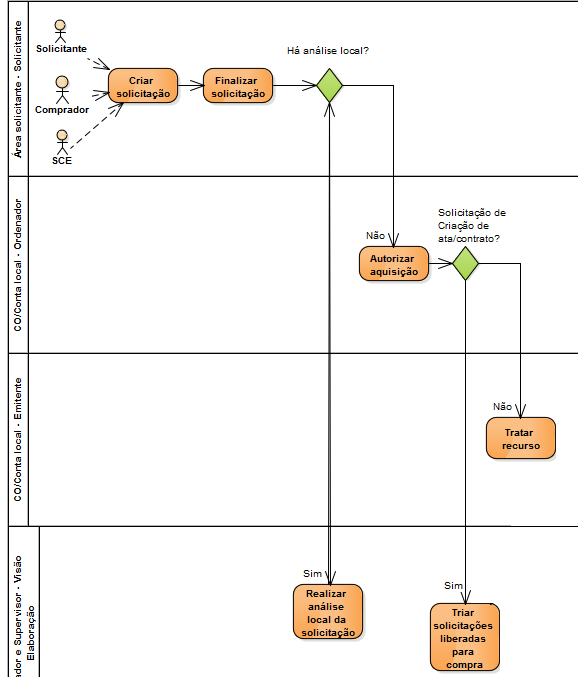 Área solicitante - Solicitante
Solicitante
Comprador
SCE
Criar
solicitação
Finalizar
solicitação
Há análise local?
CO/Conta local - Ordenador
Não
Autorizar
aquisição
Solicitação de
Criação de
ata/contrato?
CO/Conta local - Emitente
Não
Tratar
recurso
ador e Supervisor - Visão
Elaboração
Sim
Realizar
análise
local da
solicitação
Sim
Triar
solicitações
liberadas
para
compra